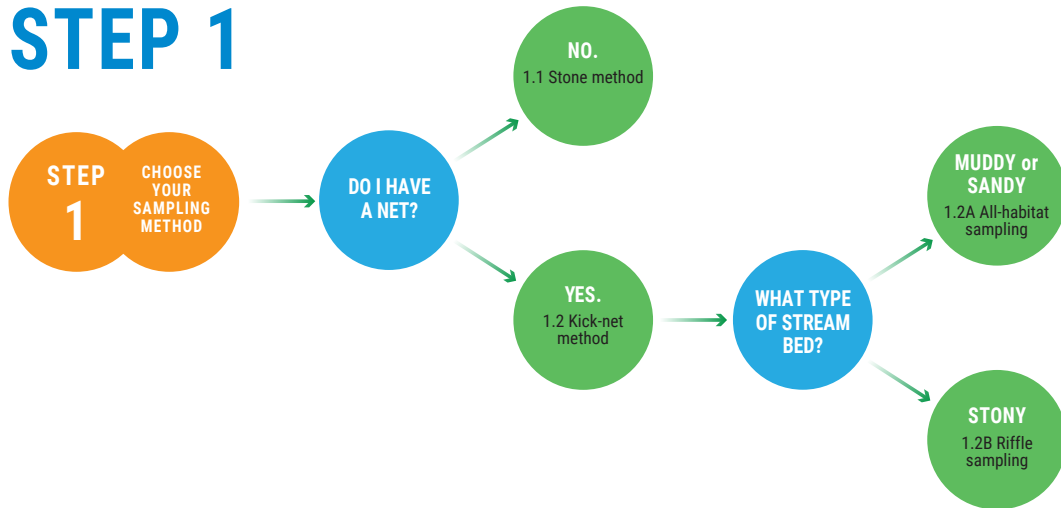 STEP 1
STEP
1
CHOOSE
YOUR
SAMPLING
METHOD
DO I HAVE
A NET?
NO.
1.1 Stone method
YES.
1.2 Kick-net
method
WHAT TYPE
OF STREAM
BED?
MUDDY or
SANDY
1.2A All-habitat
sampling
STONY
1.2B Riffle
sampling